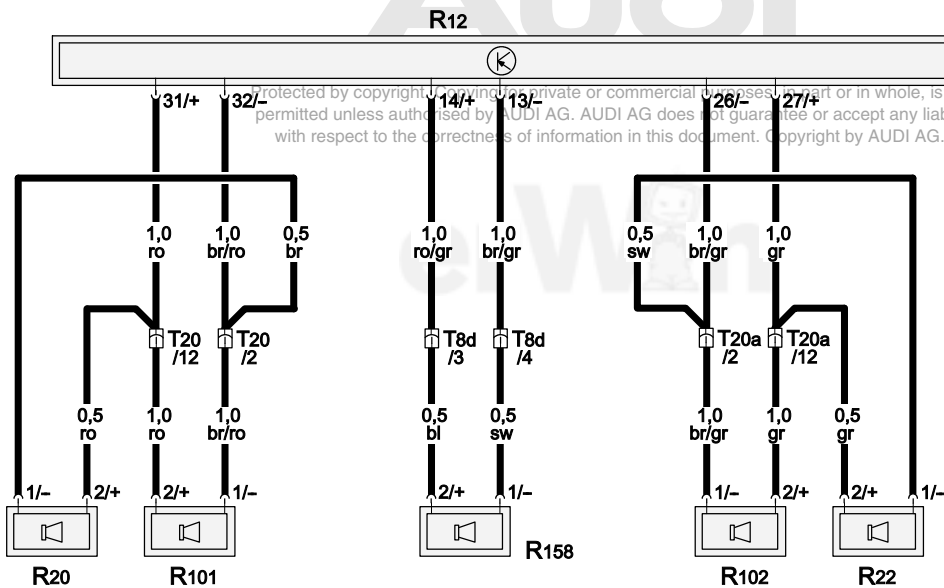 AUDI
R12
31/+ 32/– 14/+ 13/– 26/– 27/+
Protected by copyright. Copying for private or commercial purposes, in part or in whole, is
permitted unless authorised by AUDI AG. AUDI AG does not guarantee or accept any liab
with respect to the correctness of information in this document. Copyright by AUDI AG.
erWin
1,0 1,0 0,5 1,0 1,0 0,5 1,0 1,0
ro br/ro br ro/gr br/gr sw br/gr gr
T20 T20 T8d T8d T20a T20a
/12 /2 /3 /4 /2 /12
0,5 1,0 1,0 0,5 0,5 1,0 1,0 0,5
ro ro br/ro bl sw br/gr gr gr
1/– 2/+ 2/+ 1/– 2/+ 1/– 1/– 2/+ 2/+ 1/–
R158
R20 R101 R102 R22